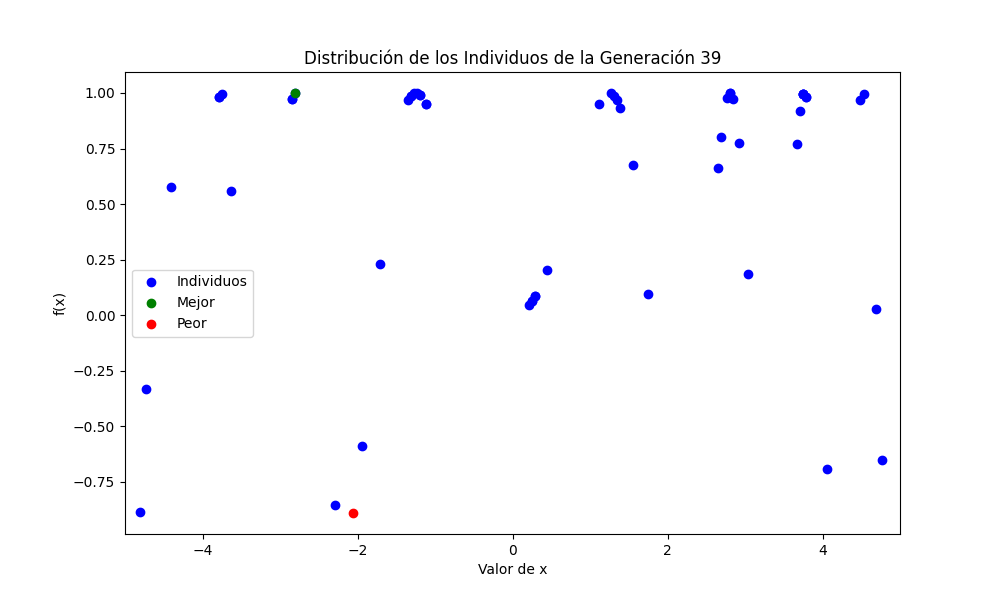 Distribución de los Individuos de la Generación 39
1.00
0.75
0.50
0.25
0.00
−0.25
−0.50
−0.75
f(x)
Individuos
Mejor
Peor
−4
−2
0
2
4
Valor de x